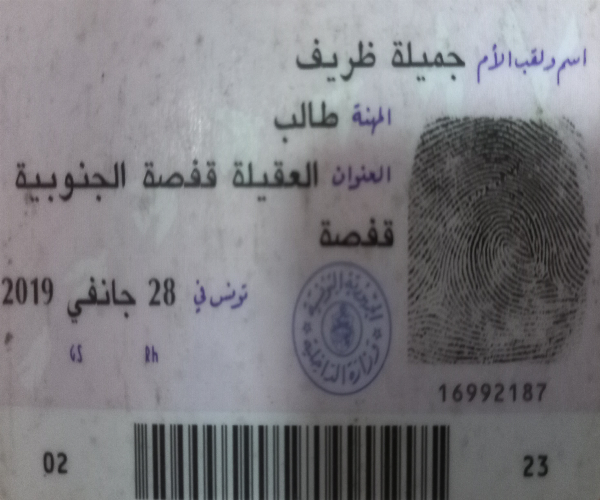 اسم ولقب الأم جميلة ظريف
المهنة طالب
العنوان العقيلة قفصة الجنوبية
قفصة
تونس في 28 جانفي 2019
GS Rh
الجمهورية التونسية
وزارة الداخلية
16992187
02 23